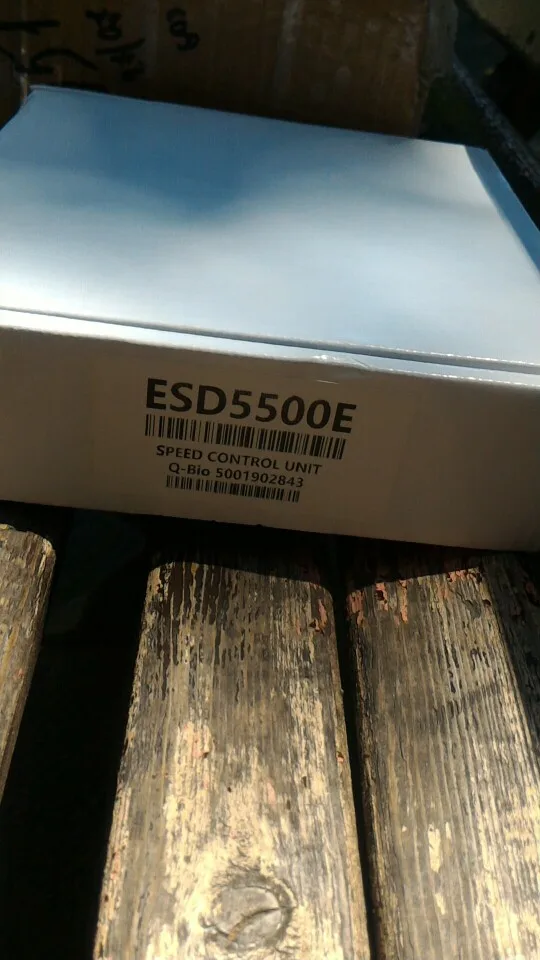 ESD5500E
SPEED CONTROL UNIT
Q-Bio 5001902843